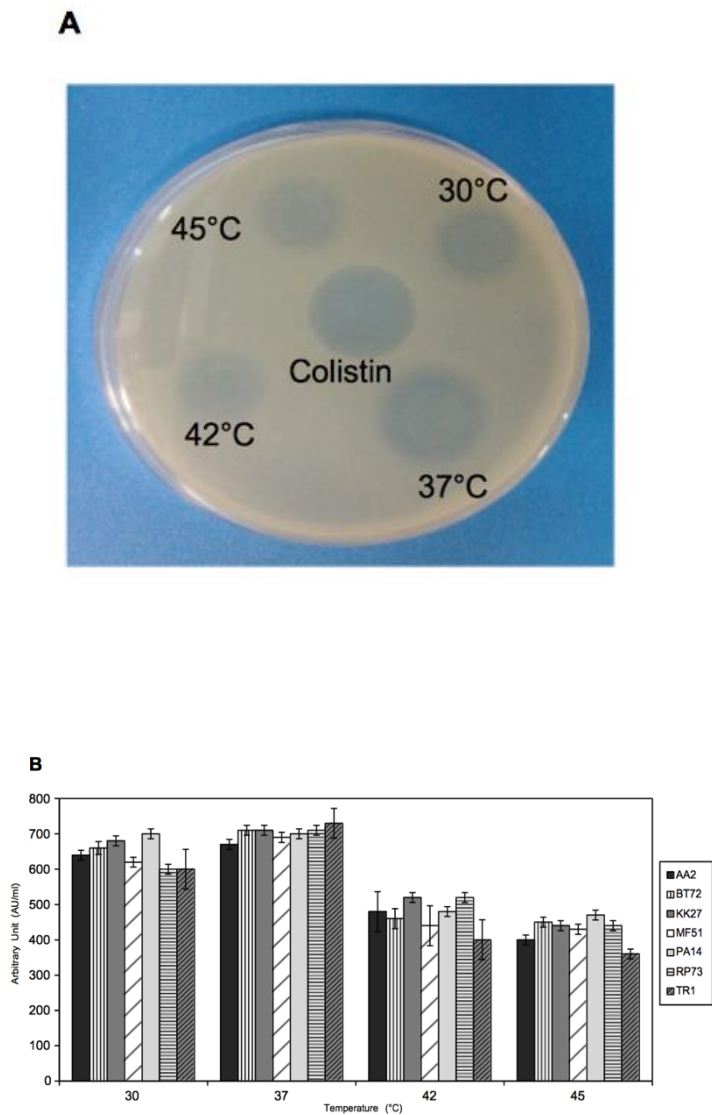 A
30°C
45°C
Colistin
42°C
37°C
B
800
700
600
500
400
300
200
100
0
Arbitrary Unit (AU/ml)
30 37 42 45
Temperature (°C)
AA2
BT72
KK27
MF51
PA14
RP73
TR1